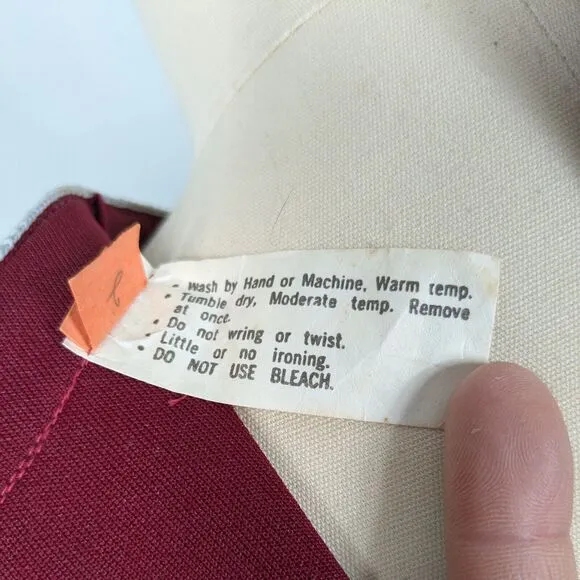 • Wash by Hand or Machine, Warm temp.
• Tumble dry, Moderate temp. Remove
at once.
• Do not wring or twist.
• Little or no ironing.
• DO NOT USE BLEACH.